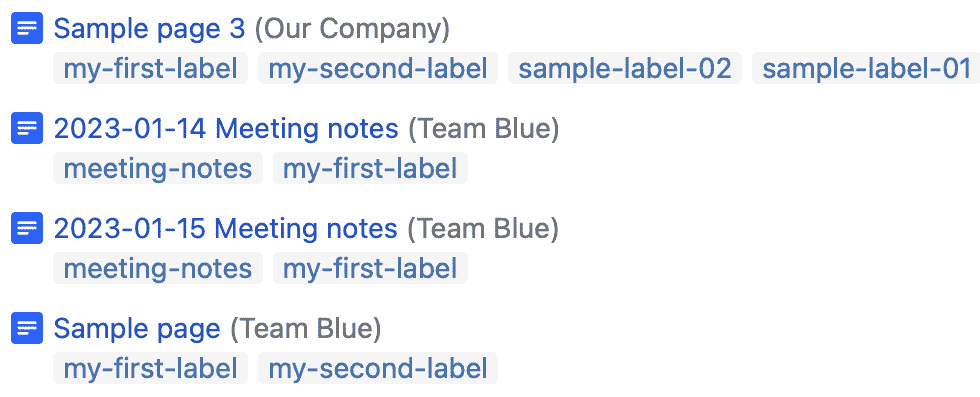 Sample page 3 (Our Company)
my-first-label my-second-label sample-label-02 sample-label-01
2023-01-14 Meeting notes (Team Blue)
meeting-notes my-first-label
2023-01-15 Meeting notes (Team Blue)
meeting-notes my-first-label
Sample page (Team Blue)
my-first-label my-second-label